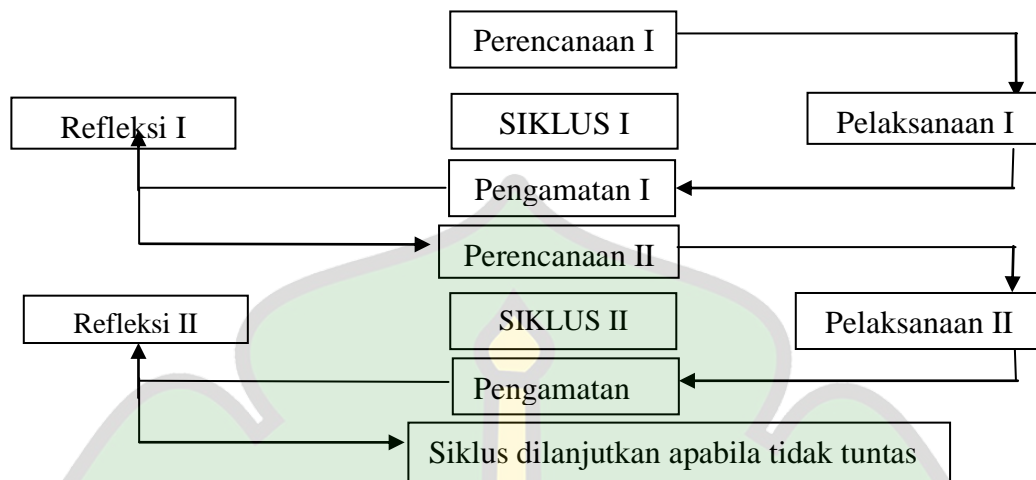 Perencanaan I
Refleksi I
SIKLUS I
Pelaksanaan I
Pengamatan I
Perencanaan II
Refleksi II
SIKLUS II
Pelaksanaan II
Pengamatan
Siklus dilanjutkan apabila tidak tuntas